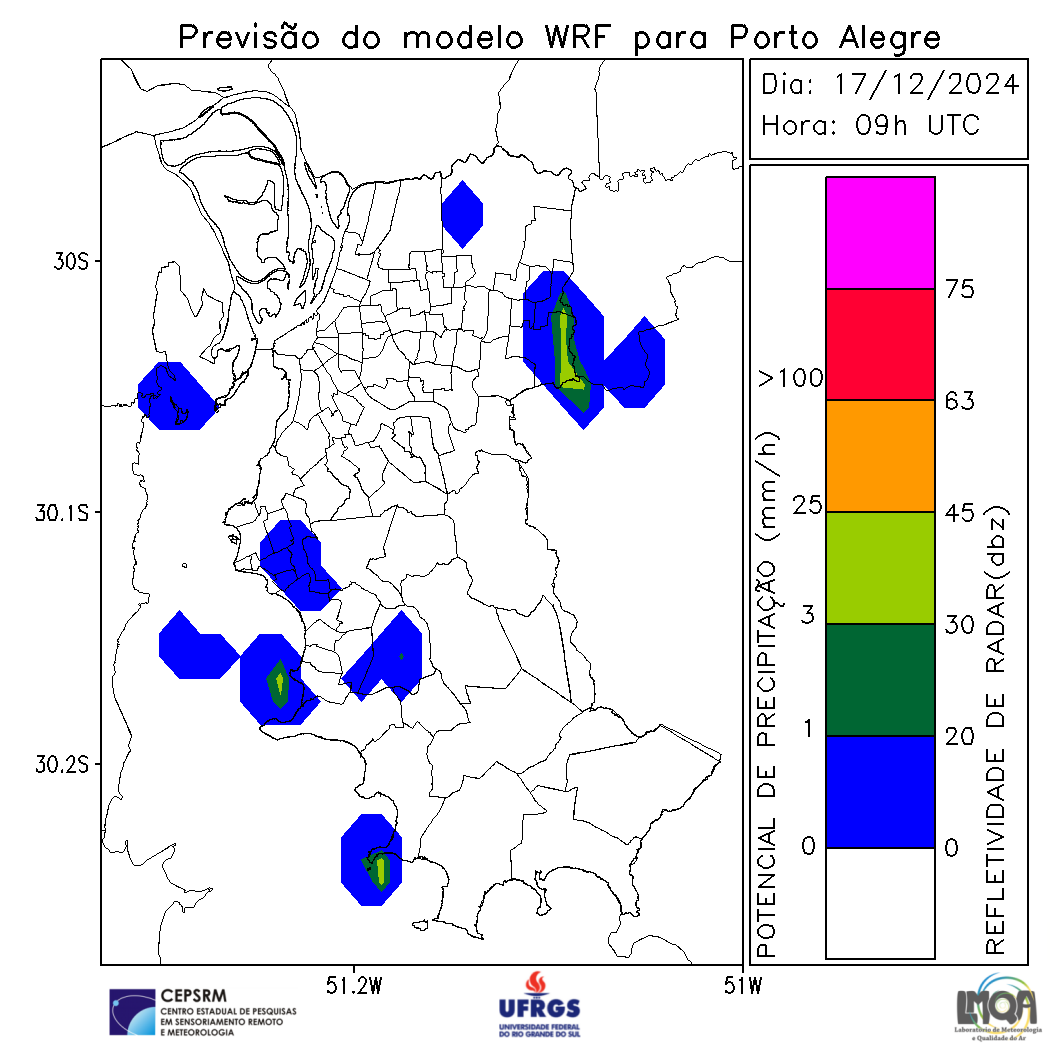 Previsão do modelo WRF para Porto Alegre
Dia: 17/12/2024
Hora: 09h UTC
30S
30.1S
30.2S
51.2W
51W
POTENCIAL DE PRECIPITAÇÃO (mm/h)
>100
25
3
1
0
75
63
45
30
20
0
REFLETIVIDADE DE RADAR(dbz)
CEPSRM
CENTRO ESTADUAL DE PESQUISAS
EM SENSORIAMENTO REMOTO
E METEOROLOGIA
UFRGS
UNIVERSIDADE FEDERAL
DO RIO GRANDE DO SUL
LMQA
Laboratório de Meteorologia
e Qualidade do Ar